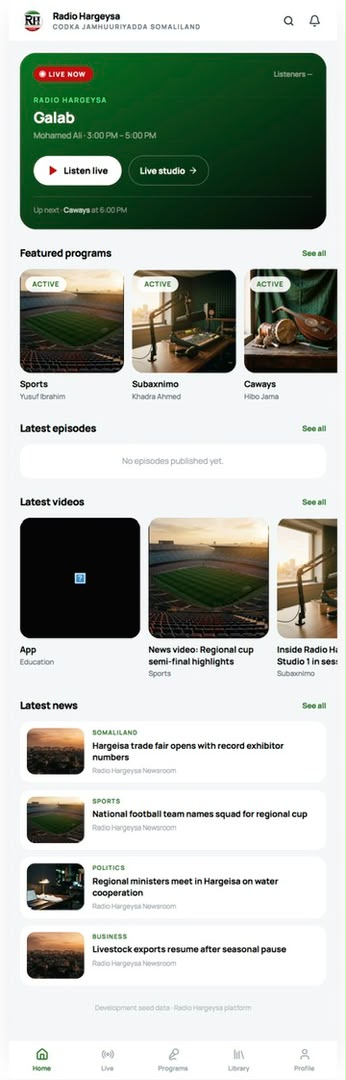 RH
Radio Hargeysa
CODKA JAMHUURIYADDA SOMALILAND
LIVE NOW
Listeners —
RADIO HARGEYSA
Galab
Mohamed Ali · 3:00 PM – 5:00 PM
Listen live
Live studio →
Up next · Caways at 6:00 PM
Featured programs
See all
ACTIVE
ACTIVE
ACTIVE
Sports
Yusuf Ibrahim
Subaxnimo
Khadra Ahmed
Caways
Hibo Jama
Latest episodes
See all
No episodes published yet.
Latest videos
See all
?
App
Education
News video: Regional cup
semi-final highlights
Sports
Inside Radio Ha
Studio 1 in sess
Subaxnimo
Latest news
See all
SOMALILAND
Hargeisa trade fair opens with record exhibitor
numbers
Radio Hargeysa Newsroom
SPORTS
National football team names squad for regional cup
Radio Hargeysa Newsroom
POLITICS
Regional ministers meet in Hargeisa on water
cooperation
Radio Hargeysa Newsroom
BUSINESS
Livestock exports resume after seasonal pause
Radio Hargeysa Newsroom
Development seed data · Radio Hargeysa platform
Home
Live
Programs
Library
Profile